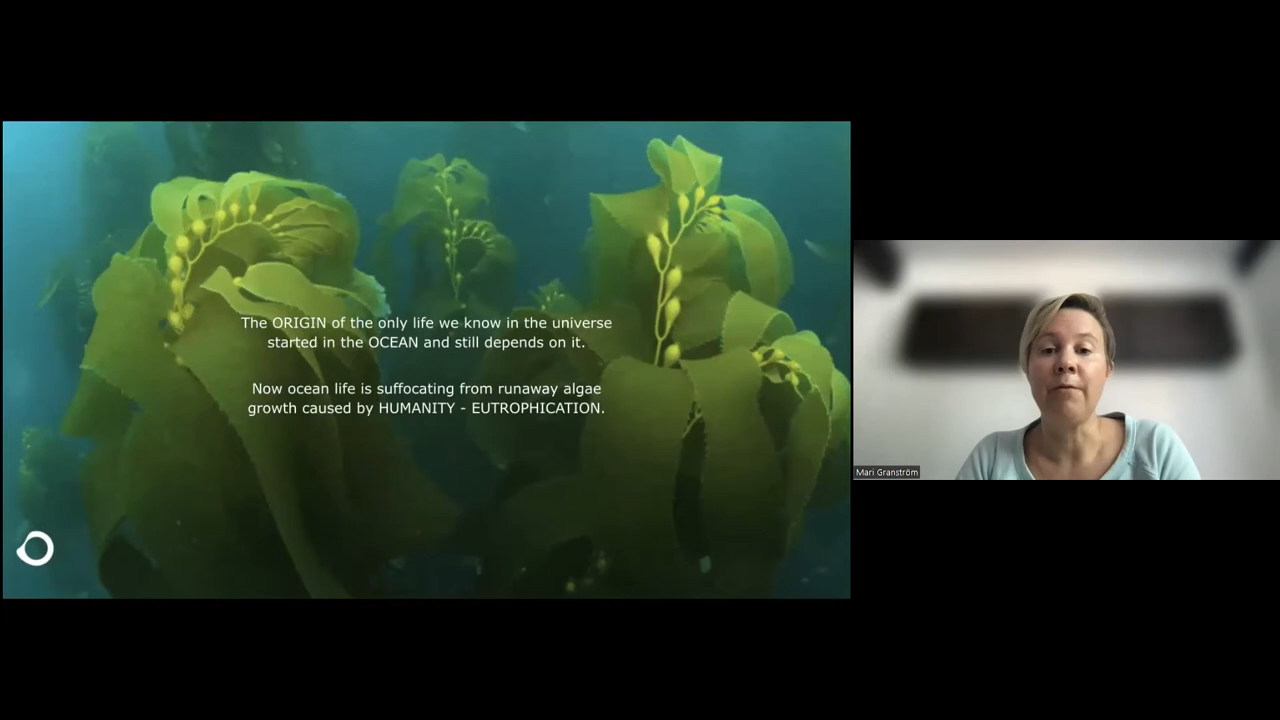 The ORIGIN of the only life we know in the universe
started in the OCEAN and still depends on it.
Now ocean life is suffocating from runaway algae
growth caused by HUMANITY - EUTROPHICATION.
Mari Granström